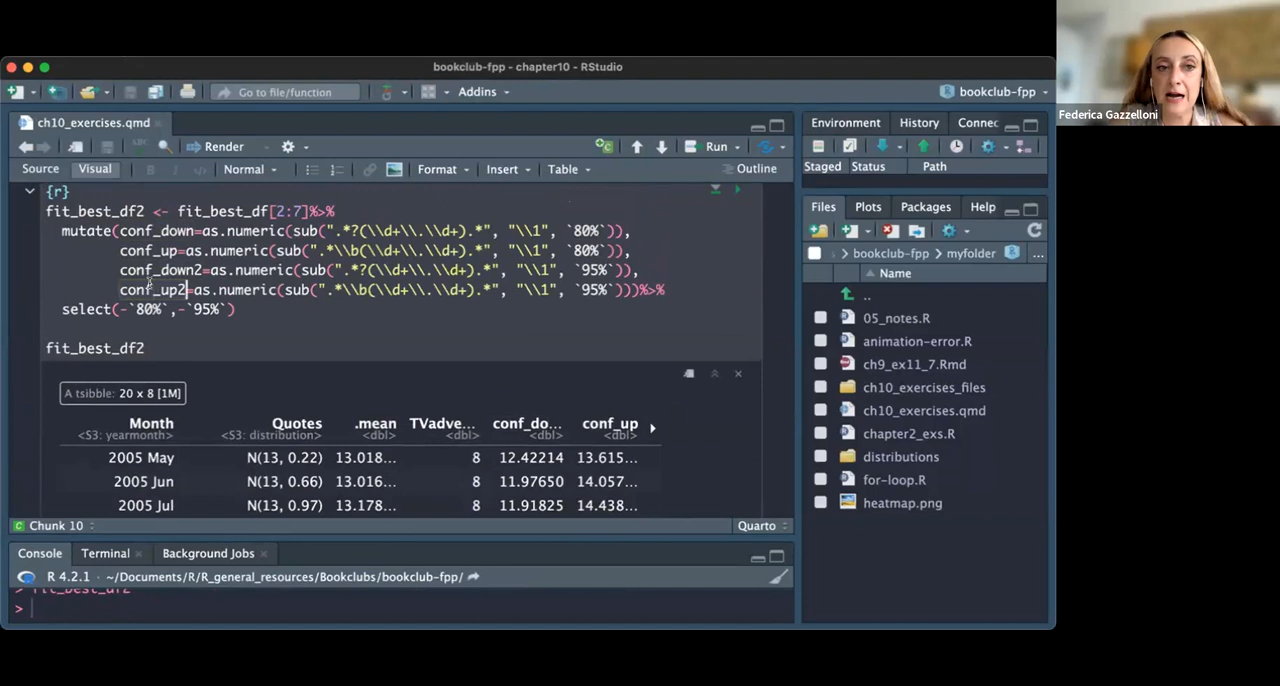 bookclub-fpp - chapter10 - RStudio
Go to file/function
Addins
bookclub-fpp
Federica Gazzelloni
ch10_exercises.qmd
Render
Run
Source Visual Normal Format Insert Table Outline
{r}
fit_best_df2 <- fit_best_df[2:7]%>%
mutate(conf_down=as.numeric(sub(".*?(\\d+\\.\\d+).*", "\\1", `80%`)),
conf_up=as.numeric(sub(".*\\b(\\d+\\.\\d+).*", "\\1", `80%`)),
conf_down2=as.numeric(sub(".*?(\\d+\\.\\d+).*", "\\1", `95%`)),
conf_up2=as.numeric(sub(".*\\b(\\d+\\.\\d+).*", "\\1", `95%`)))%>%
select(-`80%`,-`95%`)
fit_best_df2
A tsibble: 20 x 8 [1M]
Month Quotes .mean TVadve... conf_do... conf_up
<S3: yearmonth> <S3: distribution> <dbl> <dbl> <dbl> <dbl>
2005 May N(13, 0.22) 13.018... 8 12.42214 13.615...
2005 Jun N(13, 0.66) 13.016... 8 11.97650 14.057...
2005 Jul N(13, 0.97) 13.178... 8 11.91825 14.438...
Chunk 10 Quarto
Console Terminal Background Jobs
R 4.2.1 · ~/Documents/R/R_general_resources/Bookclubs/bookclub-fpp/
> fit_best_df2
>
Environment History Connec
Staged Status Path
Files Plots Packages Help
bookclub-fpp myfolder ...
Name
..
05_notes.R
animation-error.R
ch9_ex11_7.Rmd
ch10_exercises_files
ch10_exercises.qmd
chapter2_exs.R
distributions
for-loop.R
heatmap.png